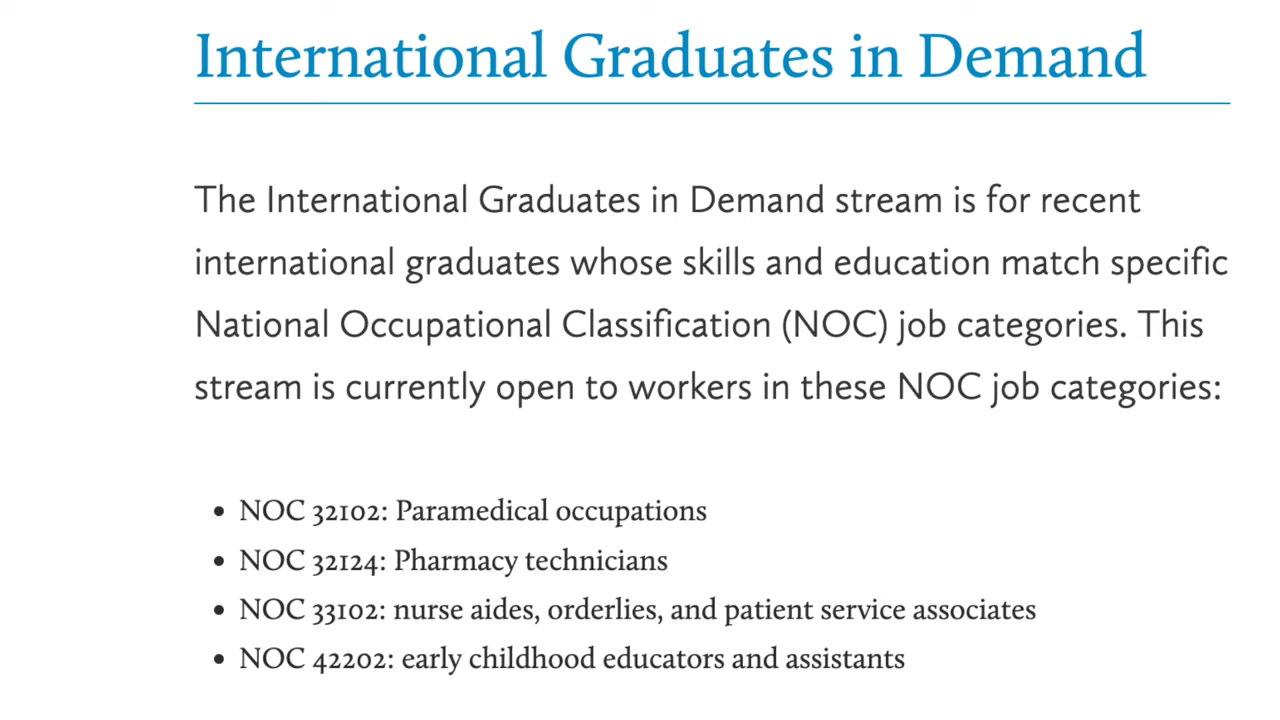 International Graduates in Demand
The International Graduates in Demand stream is for recent
international graduates whose skills and education match specific
National Occupational Classification (NOC) job categories. This
stream is currently open to workers in these NOC job categories:
• NOC 32102: Paramedical occupations
• NOC 32124: Pharmacy technicians
• NOC 33102: nurse aides, orderlies, and patient service associates
• NOC 42202: early childhood educators and assistants